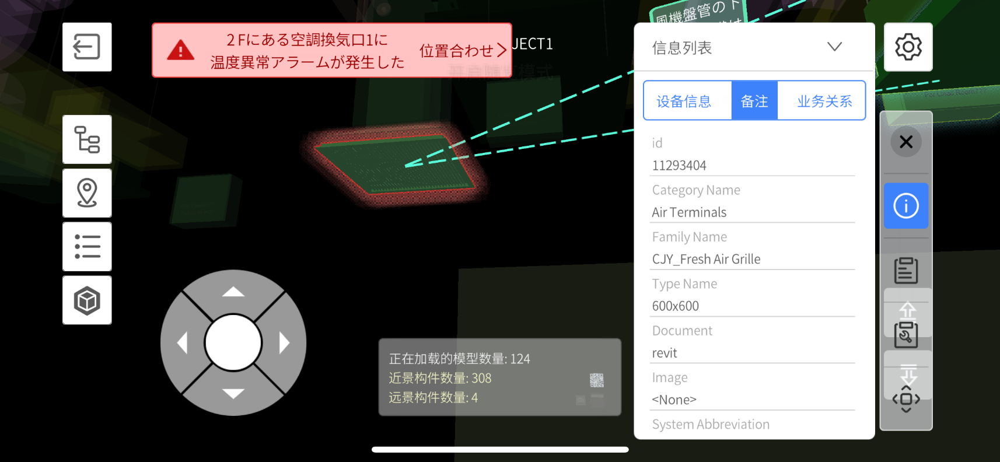 風機盤管の下
2Fにある空調換気口1に
温度異常アラームが発生した
位置合わせ
JECT1
信息列表
设备信息
备注
业务关系
id
11293404
Category Name
Air Terminals
Family Name
CJY_Fresh Air Grille
Type Name
600x600
Document
revit
Image
<None>
System Abbreviation
正在加载的模型数量: 124
近景构件数量: 308
远景构件数量: 4